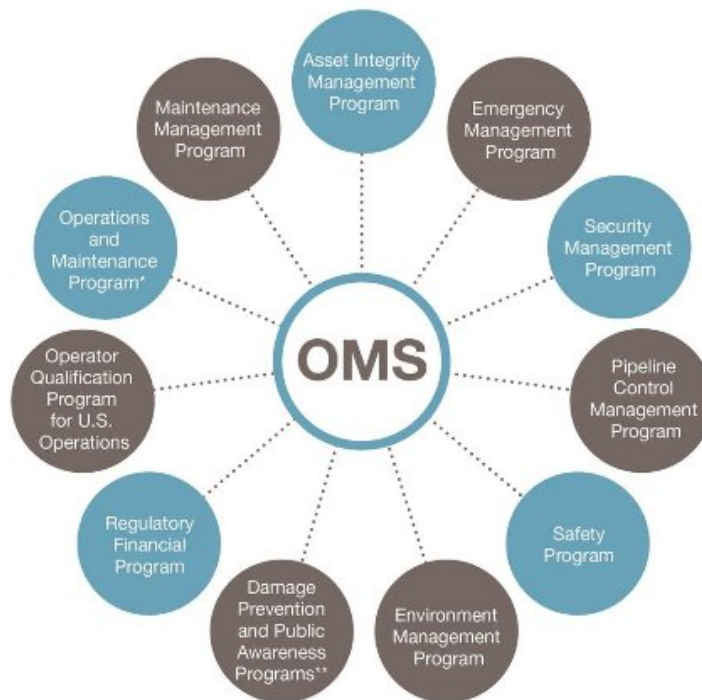 Asset Integrity
Management
Program
Emergency
Management
Program
Security
Management
Program
Pipeline
Control
Management
Program
Safety
Program
Environment
Management
Program
Damage
Prevention
and Public
Awareness
Programs**
Regulatory
Financial
Program
Operator
Qualification
Program
for U.S.
Operations
Operations
and
Maintenance
Program*
Maintenance
Management
Program
OMS